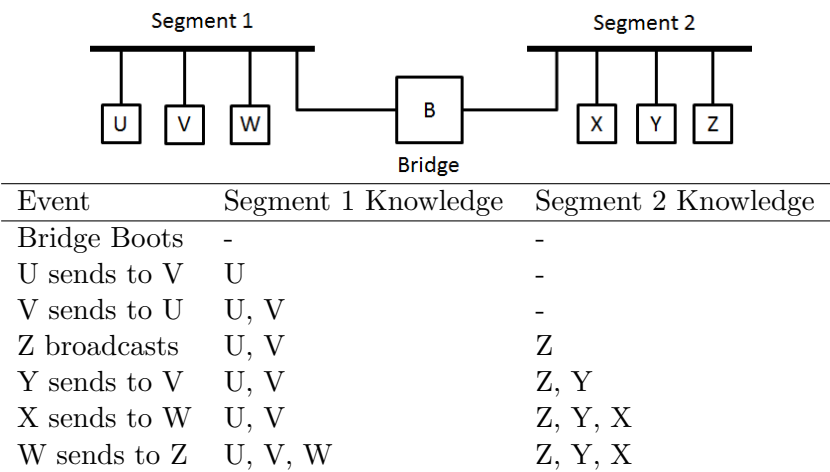 Segment 1 Segment 2
U V W B X Y Z
Bridge
Event Segment 1 Knowledge Segment 2 Knowledge
Bridge Boots - -
U sends to V U -
V sends to U U, V -
Z broadcasts U, V Z
Y sends to V U, V Z, Y
X sends to W U, V Z, Y, X
W sends to Z U, V, W Z, Y, X